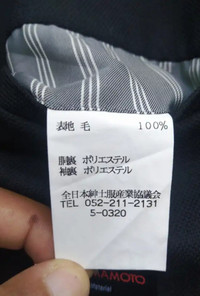 表地 毛 100%
胴裏 ポリエステル
袖裏 ポリエステル
全日本紳士服産業協議会
TEL 052-211-2131
5-0320
OTOMA